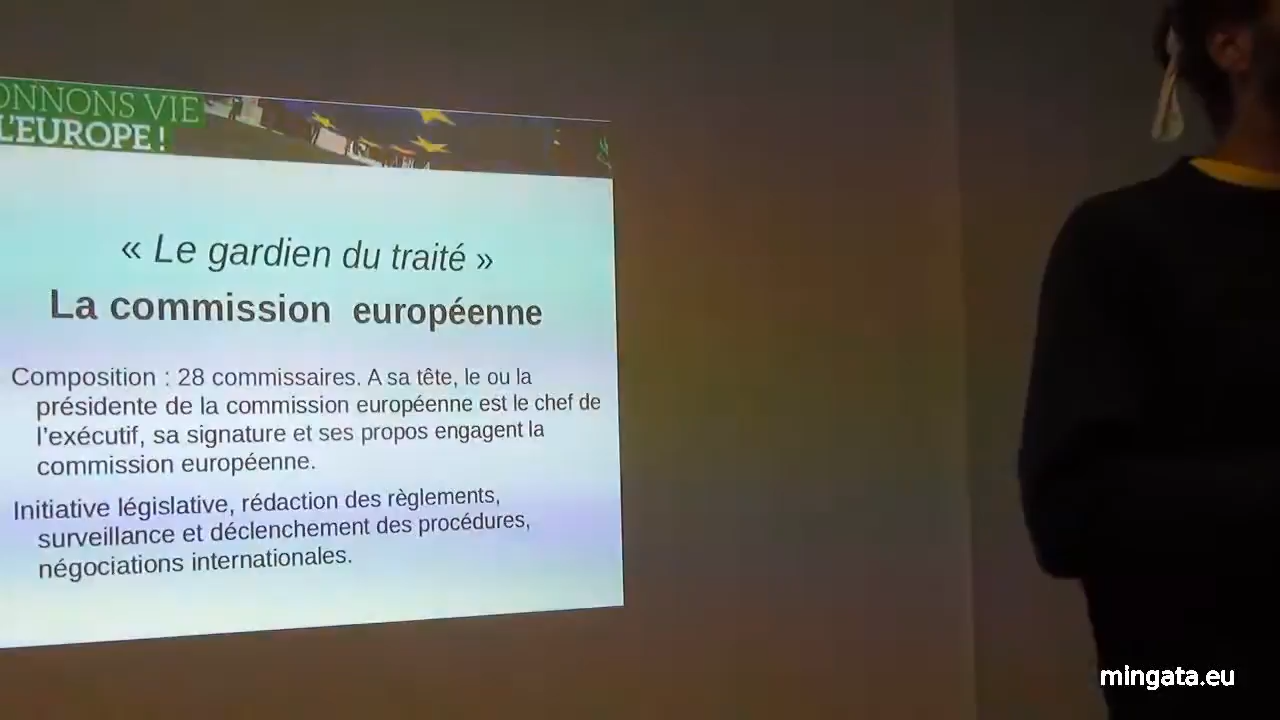 ONNONS VIE
L'EUROPE !
« Le gardien du traité »
La commission européenne
Composition : 28 commissaires. A sa tête, le ou la
présidente de la commission européenne est le chef de
l'exécutif, sa signature et ses propos engagent la
commission européenne.
Initiative législative, rédaction des règlements,
surveillance et déclenchement des procédures,
négociations internationales.
mingata.eu